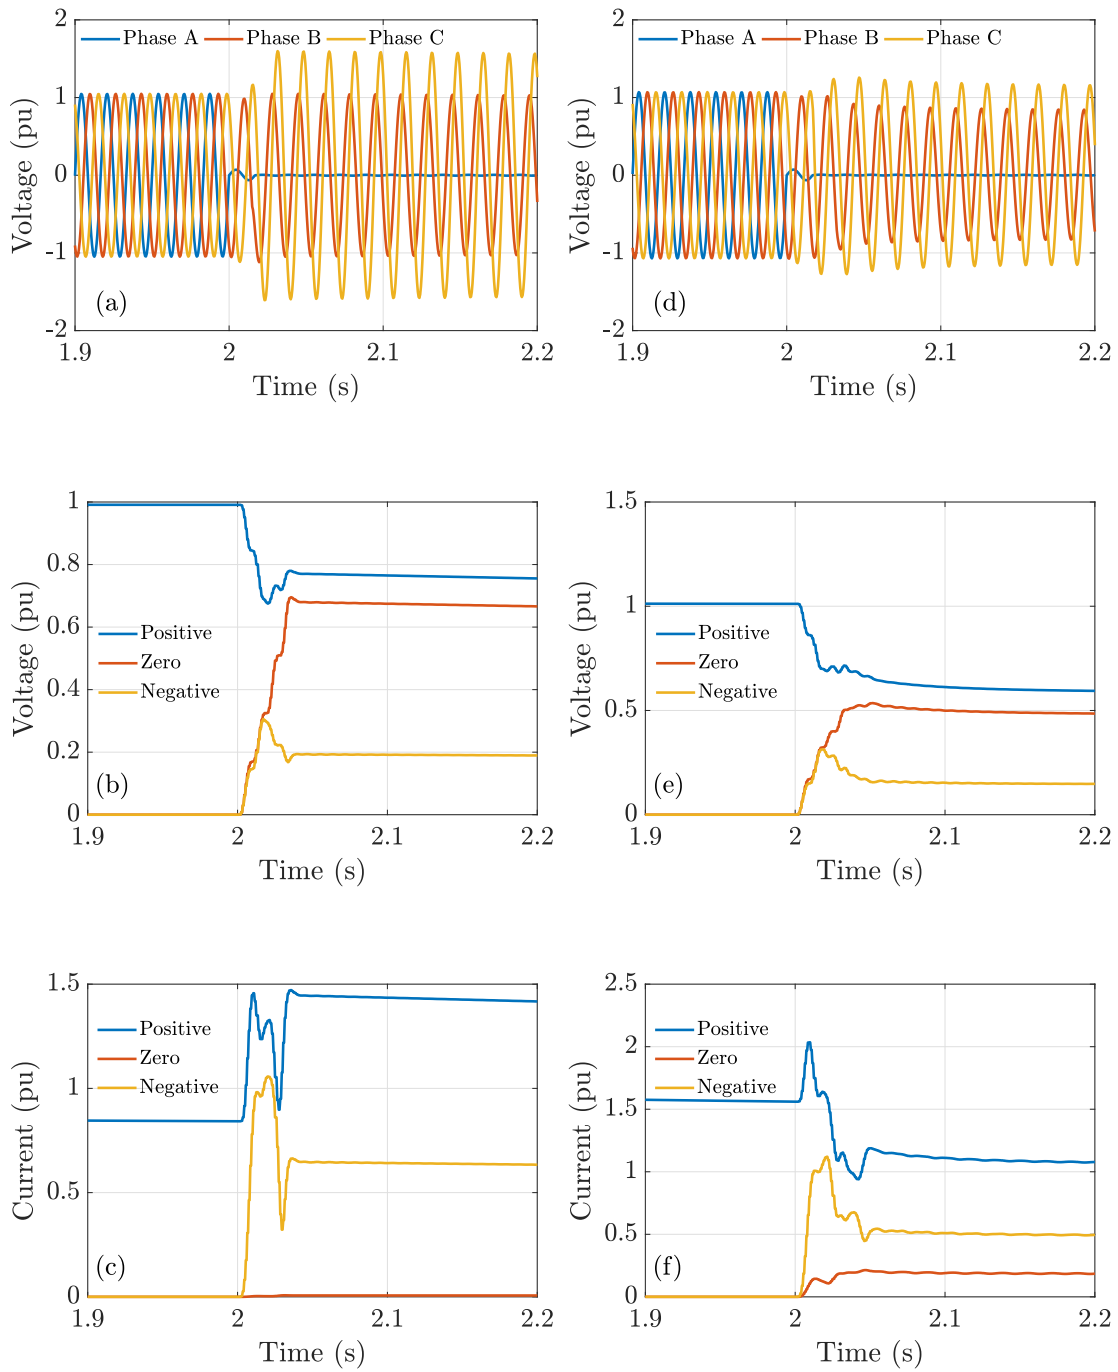 2
1
0
-1
-2
Voltage (pu)
Phase A Phase B Phase C
(a)
1.9 2 2.1 2.2
Time (s)
2
1
0
-1
-2
Voltage (pu)
Phase A Phase B Phase C
(d)
1.9 2 2.1 2.2
Time (s)
1
0.8
0.6
0.4
0.2
0
Voltage (pu)
Positive
Zero
Negative
(b)
1.9 2 2.1 2.2
Time (s)
1.5
1
0.5
0
Voltage (pu)
Positive
Zero
Negative
(e)
1.9 2 2.1 2.2
Time (s)
1.5
1
0.5
0
Current (pu)
Positive
Zero
Negative
(c)
1.9 2 2.1 2.2
Time (s)
2.5
2
1.5
1
0.5
0
Current (pu)
Positive
Zero
Negative
(f)
1.9 2 2.1 2.2
Time (s)